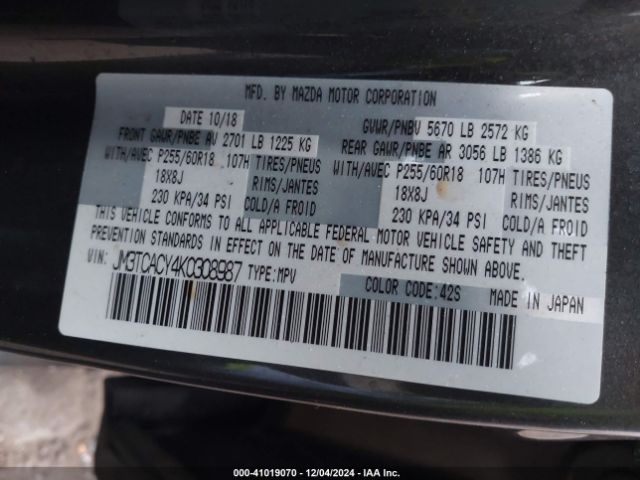 MFD. BY MAZDA MOTOR CORPORATION
DATE 10/18
GVWR/PNBV 5670 LB 2572 KG
FRONT GAWR/PNBE AV 2701 LB 1225 KG
REAR GAWR/PNBE AR 3056 LB 1386 KG
WITH/AVEC P255/60R18 107H TIRES/PNEUS
WITH/AVEC P255/60R18 107H TIRES/PNEUS
18X8J RIMS/JANTES
18X8J RIMS/JANTES
230 KPA/34 PSI COLD/A FROID
230 KPA/34 PSI COLD/A FROID
THIS VEHICLE CONFORMS TO ALL APPLICABLE FEDERAL MOTOR VEHICLE SAFETY AND THEFT
PREVENTION STANDARDS IN EFFECT ON THE DATE OF MANUFACTURE SHOWN ABOVE.
VIN: JM3TCACY4K0308987 TYPE:MPV
COLOR CODE:42S MADE IN JAPAN
000-41019070 - 12/04/2024 - IAA Inc.